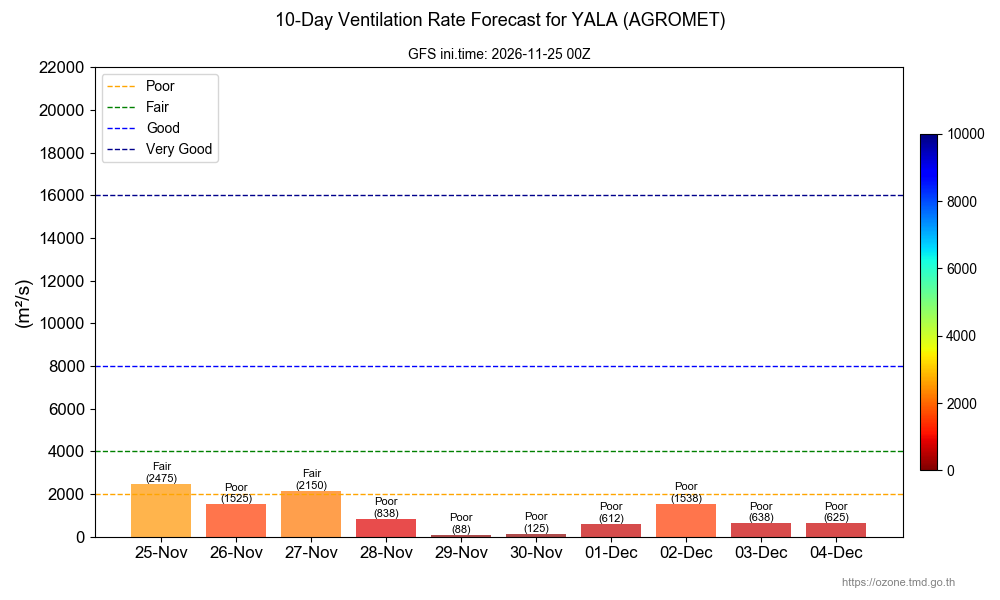 10-Day Ventilation Rate Forecast for YALA (AGROMET)
GFS ini.time: 2026-11-25 00Z
(m²/s)
22000
20000
18000
16000
14000
12000
10000
8000
6000
4000
2000
0
Poor
Fair
Good
Very Good
Fair
(2475)
Poor
(1525)
Fair
(2150)
Poor
(838)
Poor
(88)
Poor
(125)
Poor
(612)
Poor
(1538)
Poor
(638)
Poor
(625)
25-Nov
26-Nov
27-Nov
28-Nov
29-Nov
30-Nov
01-Dec
02-Dec
03-Dec
04-Dec
10000
8000
6000
4000
2000
0
https://ozone.tmd.go.th